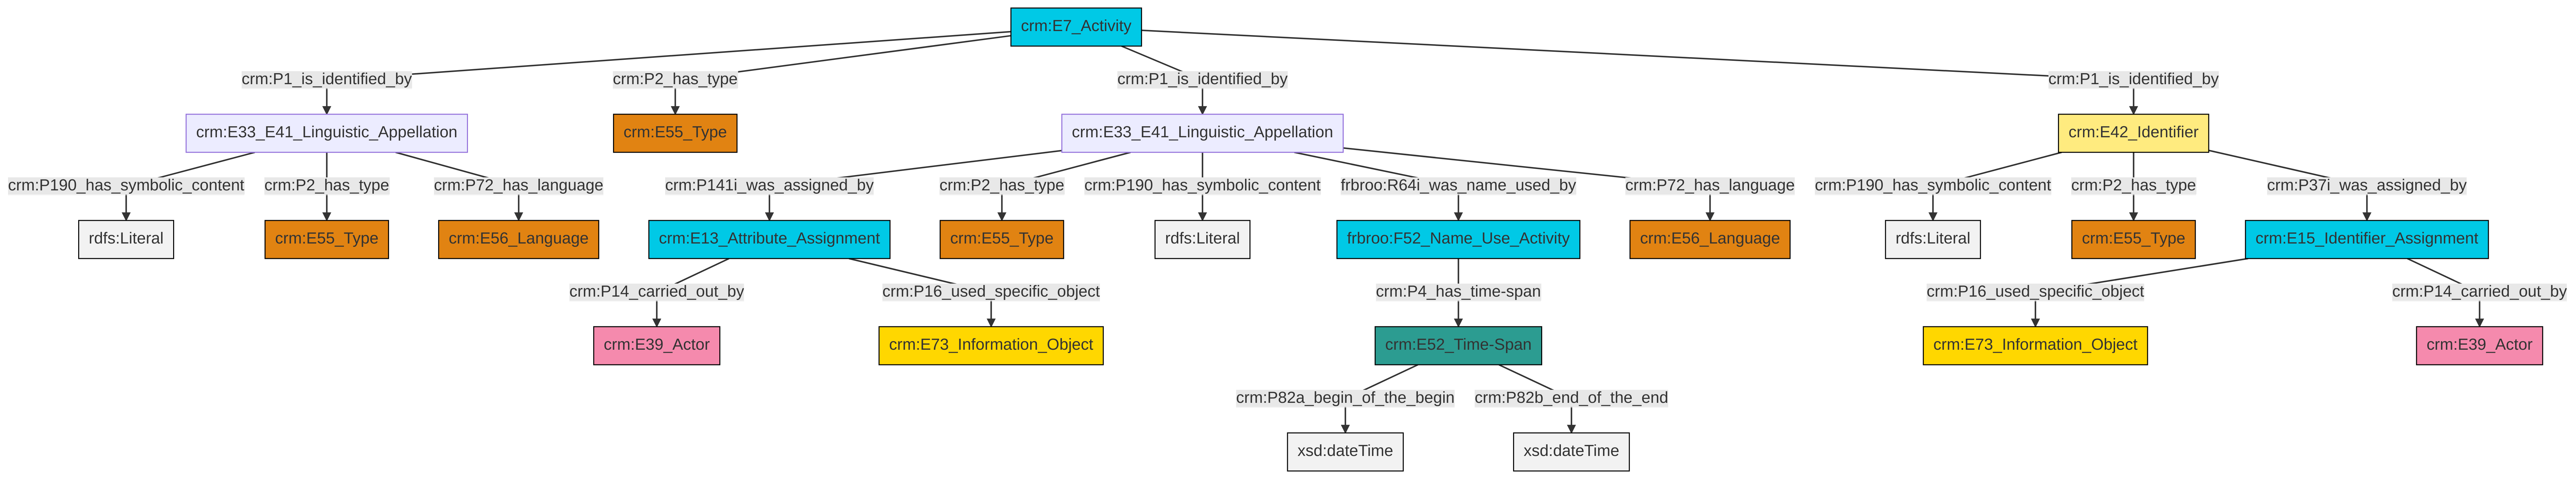 crm:E7_Activity
crm:P1_is_identified_by
crm:P2_has_type
crm:P1_is_identified_by
crm:P1_is_identified_by
crm:E33_E41_Linguistic_Appellation
crm:E55_Type
crm:E33_E41_Linguistic_Appellation
crm:E42_Identifier
crm:P190_has_symbolic_content
crm:P2_has_type
crm:P72_has_language
crm:P141i_was_assigned_by
crm:P2_has_type
crm:P190_has_symbolic_content
frbroo:R64i_was_name_used_by
crm:P72_has_language
crm:P190_has_symbolic_content
crm:P2_has_type
crm:P37i_was_assigned_by
rdfs:Literal
crm:E55_Type
crm:E56_Language
crm:E13_Attribute_Assignment
crm:E55_Type
rdfs:Literal
frbroo:F52_Name_Use_Activity
crm:E56_Language
rdfs:Literal
crm:E55_Type
crm:E15_Identifier_Assignment
crm:P14_carried_out_by
crm:P16_used_specific_object
crm:P4_has_time-span
crm:P16_used_specific_object
crm:P14_carried_out_by
crm:E39_Actor
crm:E73_Information_Object
crm:E52_Time-Span
crm:E73_Information_Object
crm:E39_Actor
crm:P82a_begin_of_the_begin
crm:P82b_end_of_the_end
xsd:dateTime
xsd:dateTime